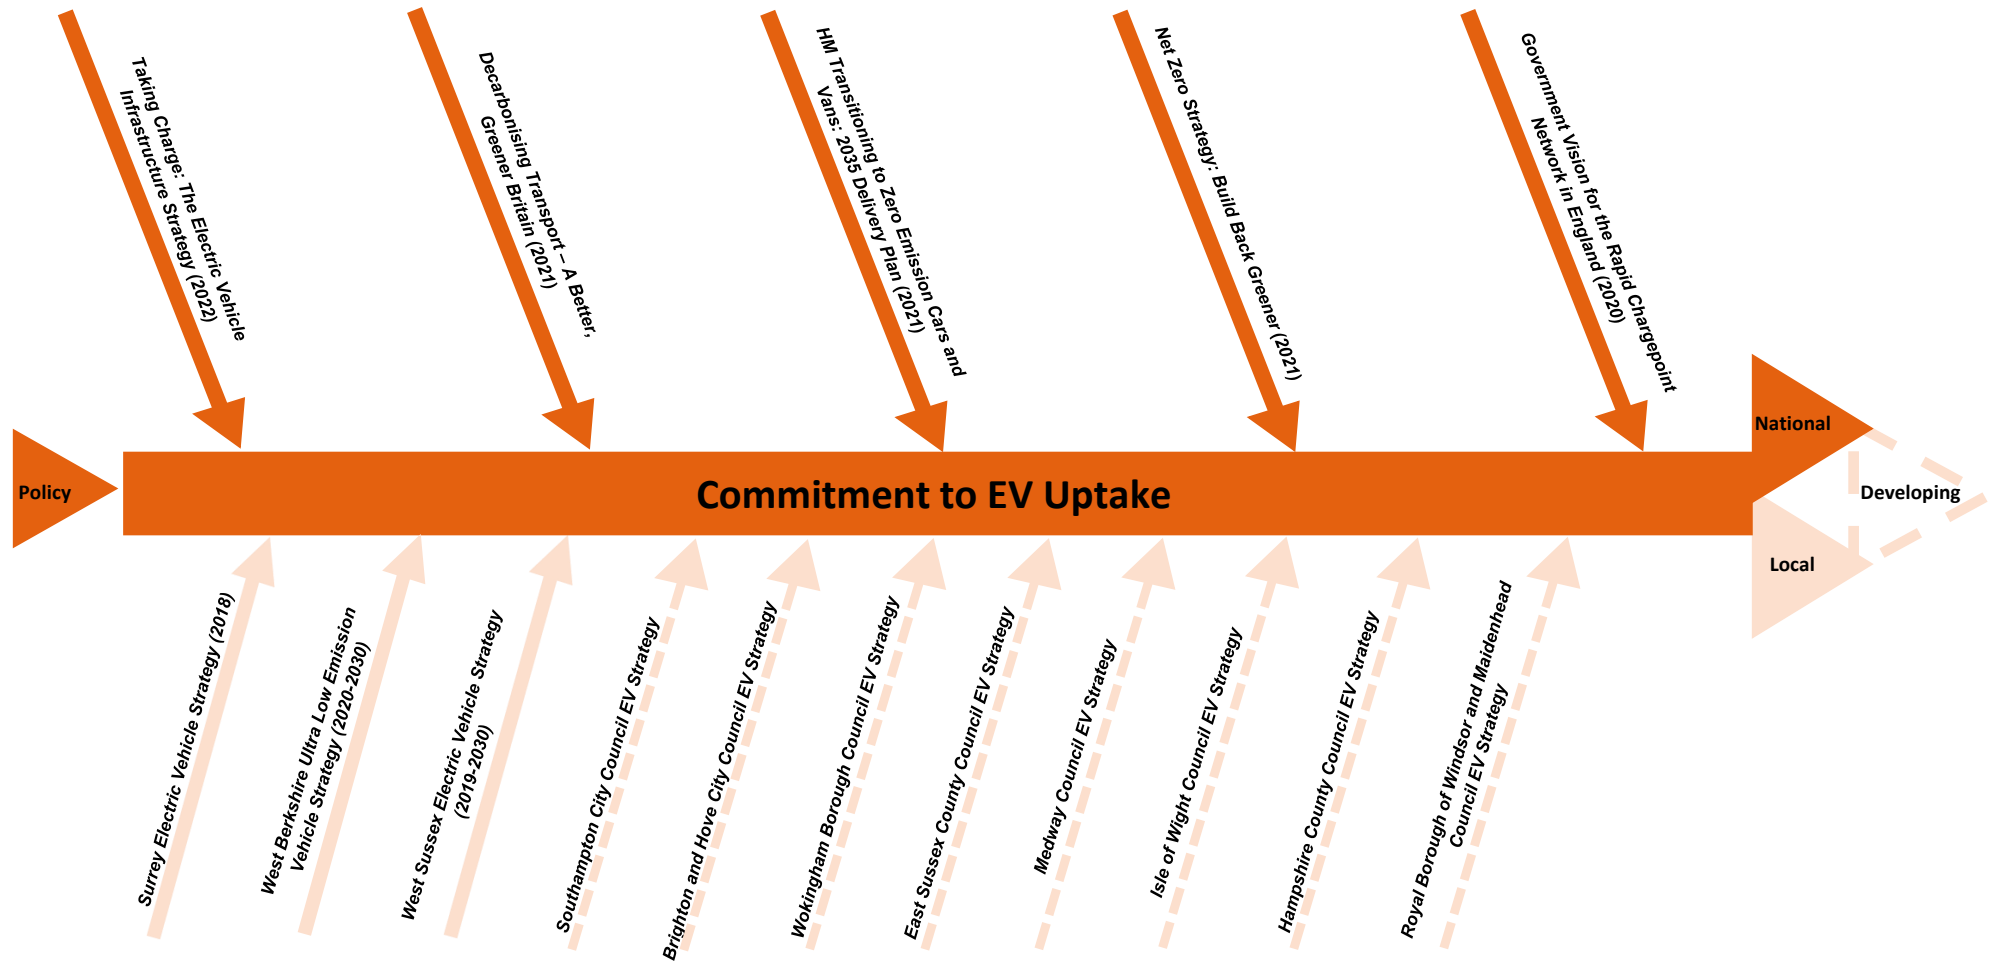 Taking Charge: The Electric Vehicle
Infrastructure Strategy (2022)
Decarbonising Transport – A Better,
Greener Britain (2021)
HM Transitioning to Zero Emission Cars and
Vans: 2035 Delivery Plan (2021)
Net Zero Strategy: Build Back Greener (2021)
Government Vision for the Rapid Chargepoint
Network in England (2020)
Policy
Commitment to EV Uptake
National
Developing
Local
Surrey Electric Vehicle Strategy (2018)
West Berkshire Ultra Low Emission
Vehicle Strategy (2020-2030)
West Sussex Electric Vehicle Strategy
(2019-2030)
Southampton City Council EV Strategy
Brighton and Hove City Council EV Strategy
Wokingham Borough Council EV Strategy
East Sussex County Council EV Strategy
Medway Council EV Strategy
Isle of Wight Council EV Strategy
Hampshire County Council EV Strategy
Royal Borough of Windsor and Maidenhead
Council EV Strategy